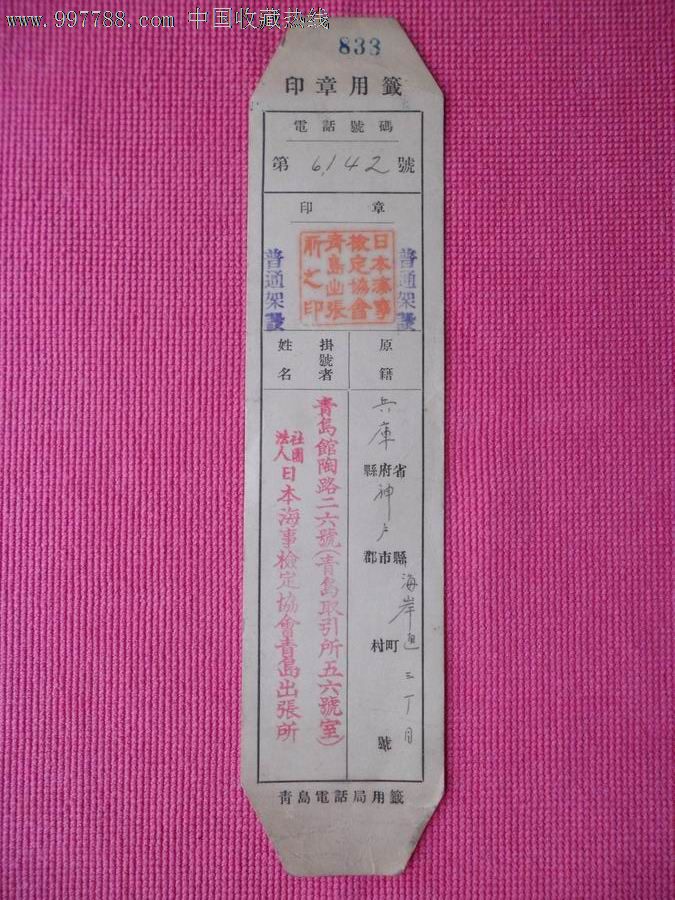 www.997788.com 中国收藏热线
833
印章用籤
電話號碼
第 6142 號
印章
普通架設
日本海事
檢定協會
青島出張
所之印
普通架設
原籍
掛號者
姓名
兵庫 縣府省
神戶 郡市縣
海岸通三丁目
村町
號
青島館陶路二六號(青島取引所五六號室)
社團法人日本海事檢定協會青島出張所
青島電話局用籤